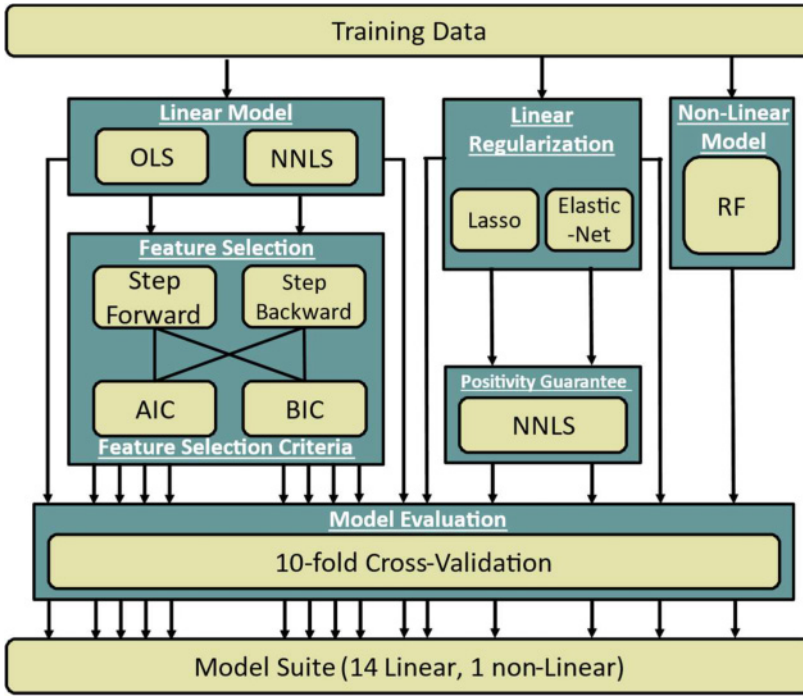 Training Data
Linear Model
OLS
NNLS
Feature Selection
Step
Forward
Step
Backward
AIC
BIC
Feature Selection Criteria
Linear
Regularization
Lasso
Elastic
-Net
Positivity Guarantee
NNLS
Non-Linear
Model
RF
Model Evaluation
10-fold Cross-Validation
Model Suite (14 Linear, 1 non-Linear)